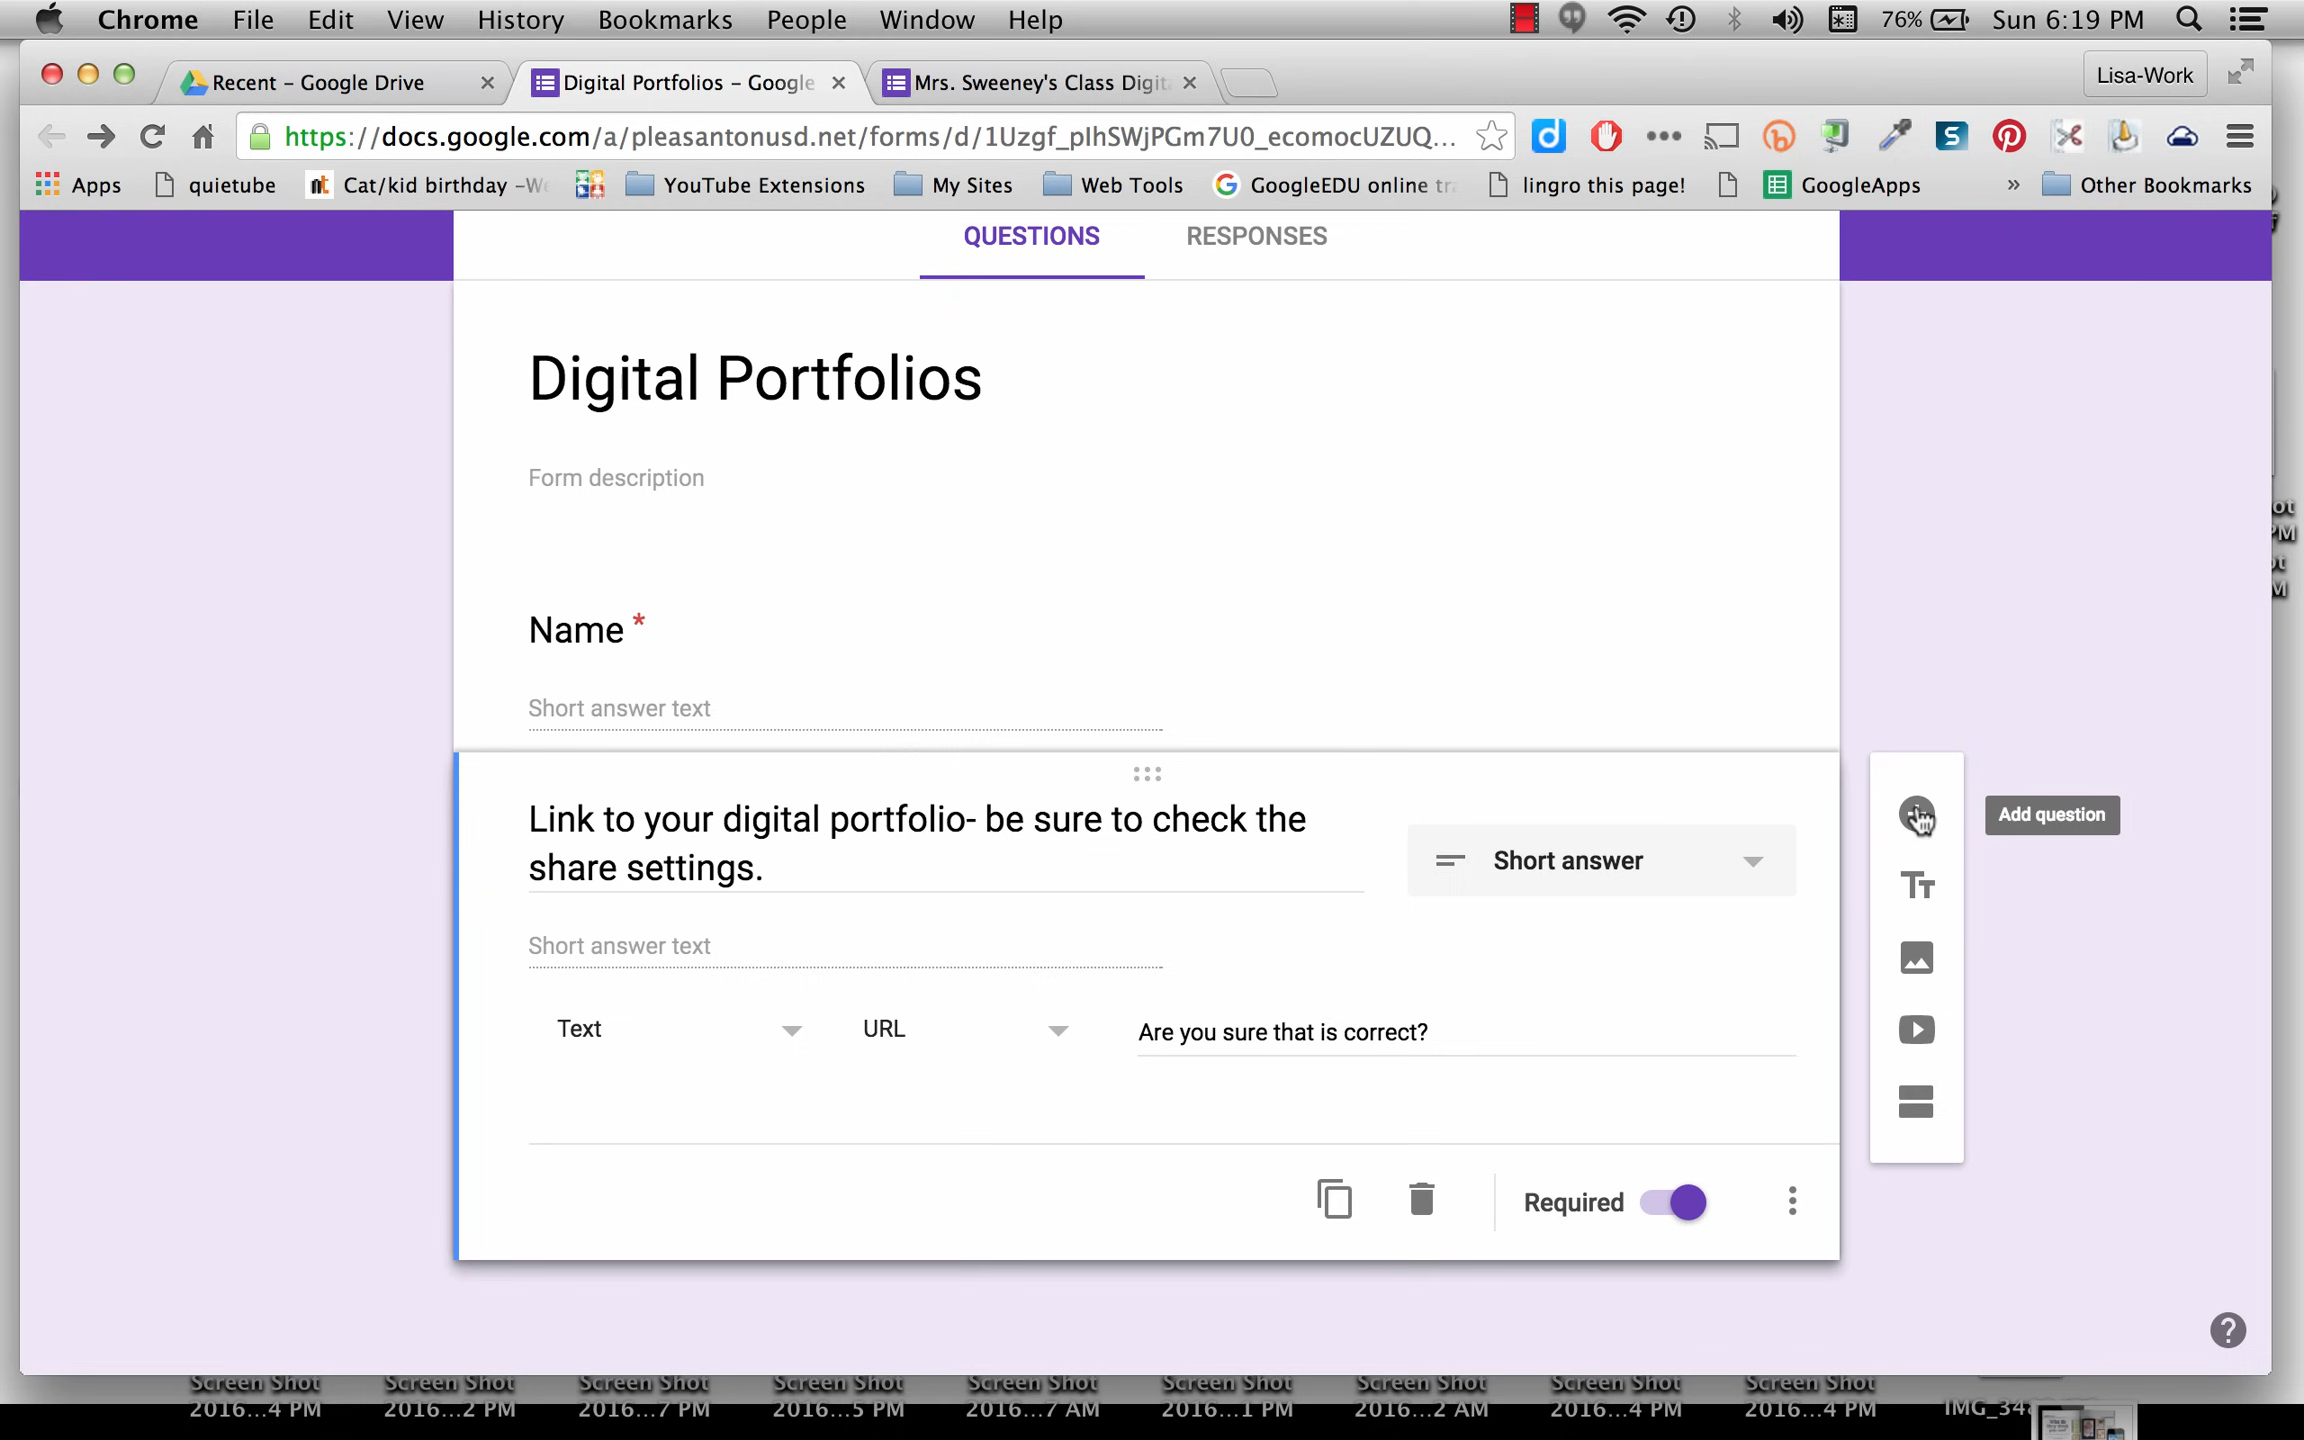 Chrome File Edit View History Bookmarks People Window Help 76% Sun 6:19 PM
Recent – Google Drive Digital Portfolios – Google Mrs. Sweeney's Class Digit Lisa-Work
https://docs.google.com/a/pleasantonusd.net/forms/d/1Uzgf_pIhSWjPGm7U0_ecomocUZUQ...
Apps quietube nt Cat/kid birthday –We YouTube Extensions My Sites Web Tools GoogleEDU online tra lingro this page! GoogleApps » Other Bookmarks
QUESTIONS RESPONSES
Digital Portfolios
Form description
Name *
Short answer text
Link to your digital portfolio- be sure to check the
share settings.
Short answer
Add question
Short answer text
Text URL Are you sure that is correct?
Required
Screen Shot Screen Shot Screen Shot Screen Shot Screen Shot Screen Shot Screen Shot Screen Shot Screen Shot
2016...4 PM 2016...2 PM 2016...7 PM 2016...5 PM 2016...7 AM 2016...1 PM 2016...2 AM 2016...4 PM 2016...4 PM